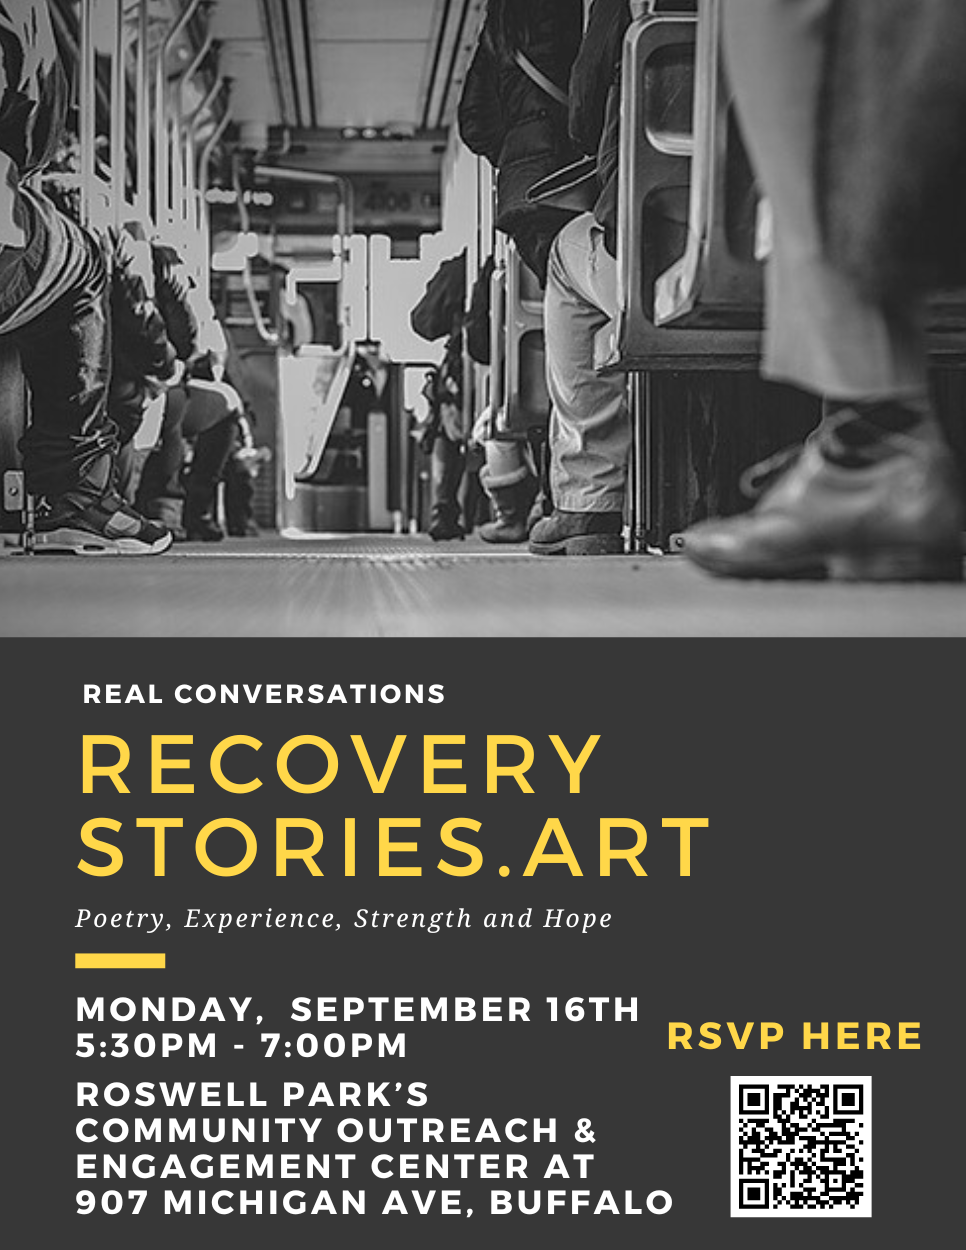 REAL CONVERSATIONS
RECOVERY
STORIES.ART
Poetry, Experience, Strength and Hope
MONDAY, SEPTEMBER 16TH
5:30PM - 7:00PM
RSVP HERE
ROSWELL PARK’S
COMMUNITY OUTREACH &
ENGAGEMENT CENTER AT
907 MICHIGAN AVE, BUFFALO